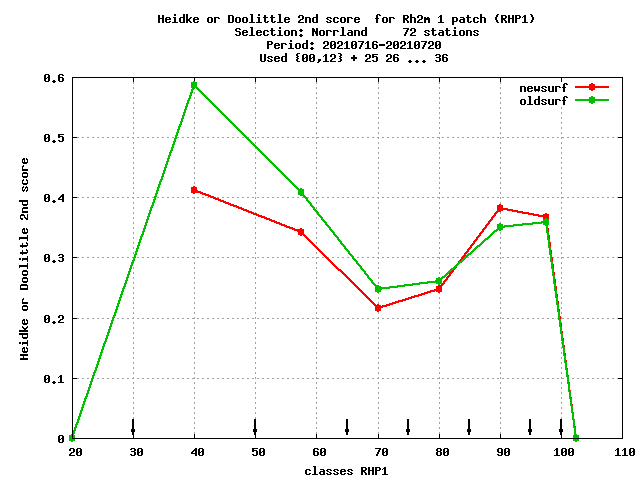 Heidke or Doolittle 2nd score  for Rh2m 1 patch (RHP1)
Selection: Norrland     72 stations
Period: 20210716-20210720
Used {00,12} + 25 26 ... 36
newsurf
oldsurf
0.6
0.5
0.4
0.3
0.2
0.1
0
Heidke or Doolittle 2nd score
20 30 40 50 60 70 80 90 100 110
classes RHP1